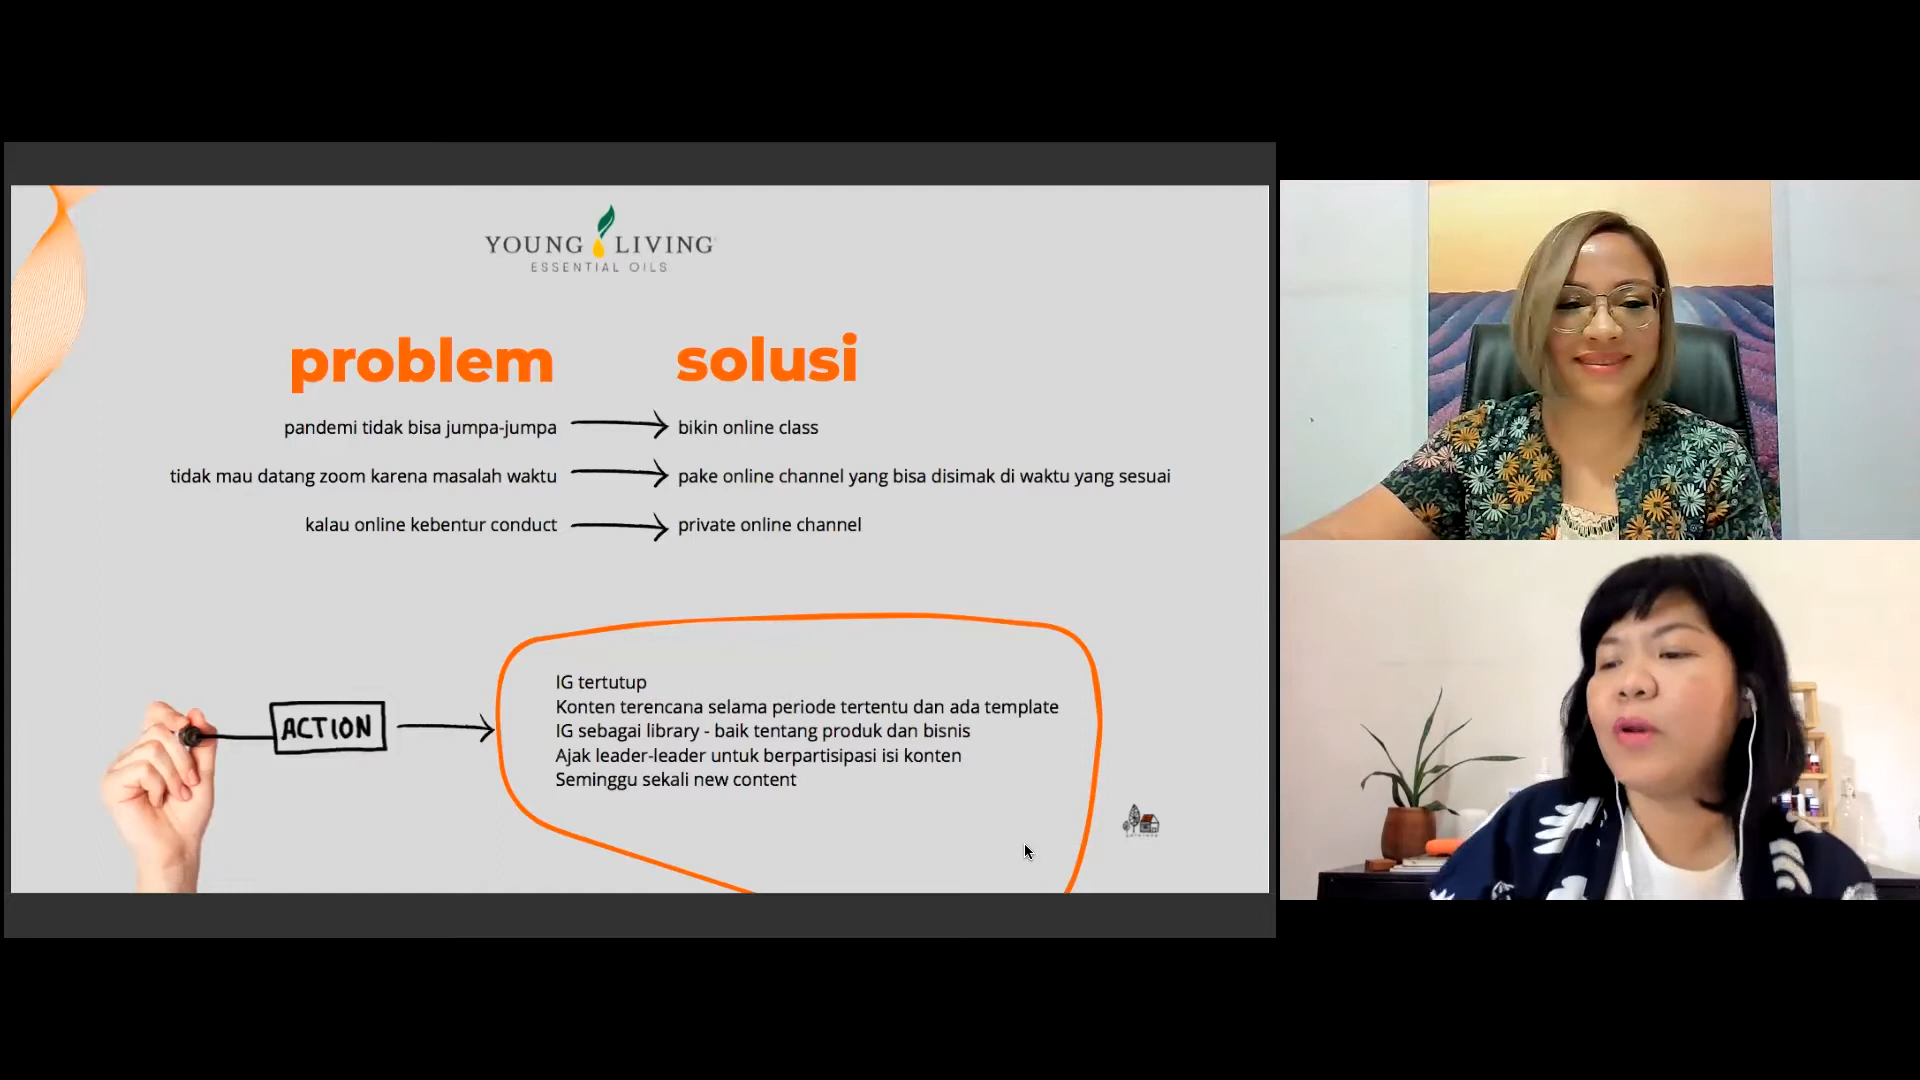 YOUNG LIVING
ESSENTIAL OILS
problem solusi
pandemi tidak bisa jumpa-jumpa bikin online class
tidak mau datang zoom karena masalah waktu pake online channel yang bisa disimak di waktu yang sesuai
kalau online kebentur conduct private online channel
ACTION
IG tertutup
Konten terencana selama periode tertentu dan ada template
IG sebagai library - baik tentang produk dan bisnis
Ajak leader-leader untuk berpartisipasi isi konten
Seminggu sekali new content